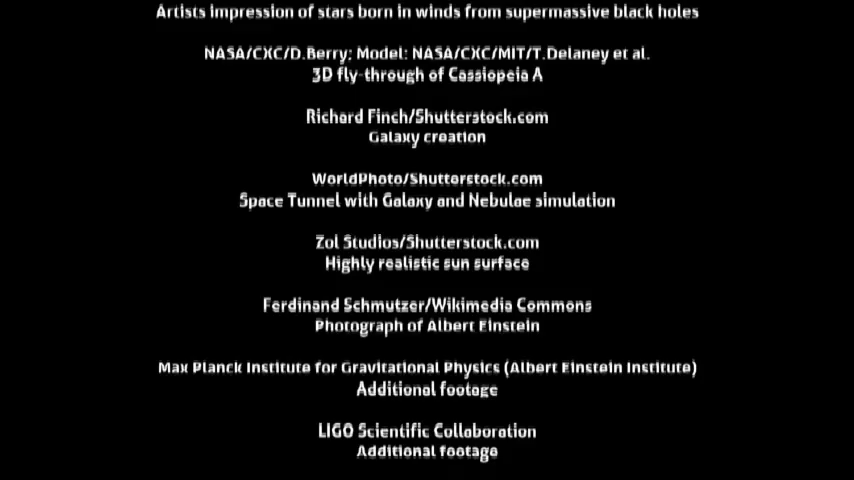 Artists impression of stars born in winds from supermassive black holes
NASA/CXC/D.Berry; Model: NASA/CXC/MIT/T.Delaney et al.
3D fly-through of Cassiopeia A
Richard Finch/Shutterstock.com
Galaxy creation
WorldPhoto/Shutterstock.com
Space Tunnel with Galaxy and Nebulae simulation
Zol Studios/Shutterstock.com
Highly realistic sun surface
Ferdinand Schmutzer/Wikimedia Commons
Photograph of Albert Einstein
Max Planck Institute for Gravitational Physics (Albert Einstein Institute)
Additional footage
LIGO Scientific Collaboration
Additional footage